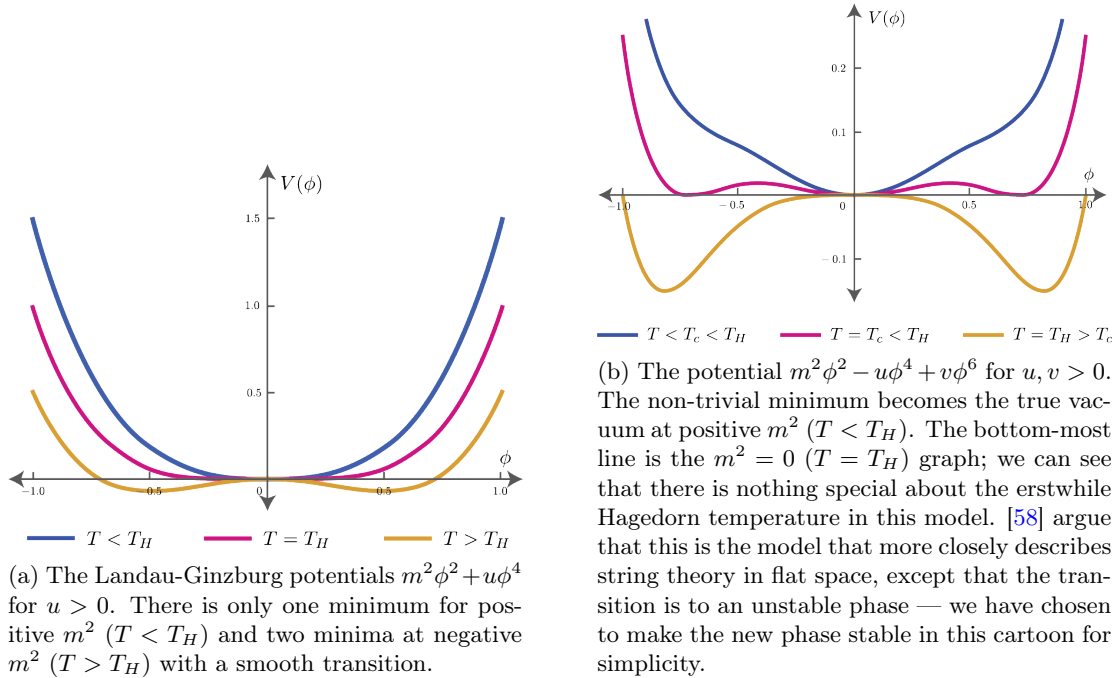 V(ϕ)
1.5
1.0
0.5
ϕ
−1.0
−0.5
0
0.5
1.0
T < T_H
T = T_H
T > T_H
(a) The Landau-Ginzburg potentials m²ϕ² + uϕ⁴
for u > 0. There is only one minimum for pos-
itive m² (T < T_H) and two minima at negative
m² (T > T_H) with a smooth transition.
V(ϕ)
0.2
0.1
ϕ
−1.0
−0.5
0
0.5
1.0
−0.1
T < T_c < T_H
T = T_c < T_H
T = T_H > T_c
(b) The potential m²ϕ² − uϕ⁴ + vϕ⁶ for u, v > 0.
The non-trivial minimum becomes the true vac-
uum at positive m² (T < T_H). The bottom-most
line is the m² = 0 (T = T_H) graph; we can see
that there is nothing special about the erstwhile
Hagedorn temperature in this model. [58] argue
that this is the model that more closely describes
string theory in flat space, except that the tran-
sition is to an unstable phase — we have chosen
to make the new phase stable in this cartoon for
simplicity.